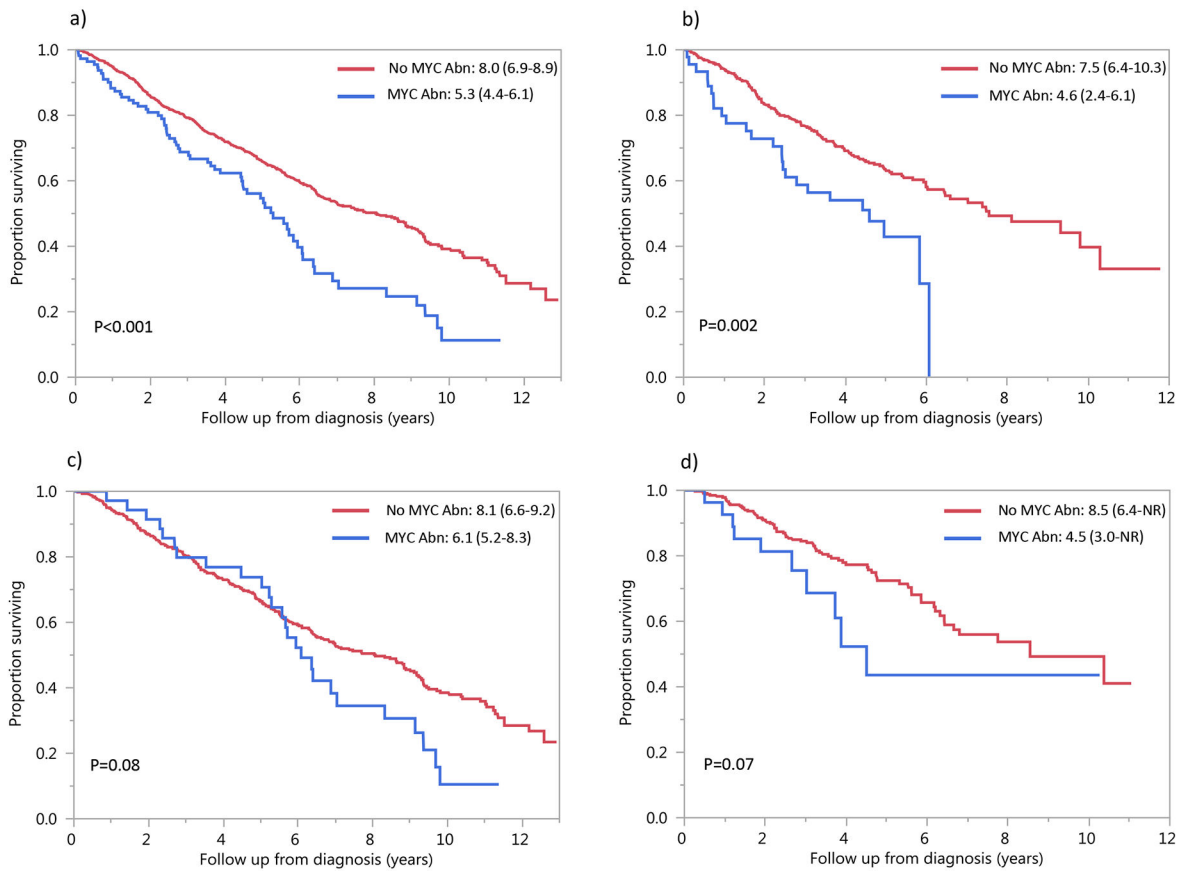 a)
1.0
0.8
0.6
0.4
0.2
0.0
Proportion surviving
No MYC Abn: 8.0 (6.9-8.9)
MYC Abn: 5.3 (4.4-6.1)
P<0.001
0 2 4 6 8 10 12
Follow up from diagnosis (years)
b)
1.0
0.8
0.6
0.4
0.2
0.0
Proportion surviving
No MYC Abn: 7.5 (6.4-10.3)
MYC Abn: 4.6 (2.4-6.1)
P=0.002
0 2 4 6 8 10 12
Follow up from diagnosis (years)
c)
1.0
0.8
0.6
0.4
0.2
0.0
Proportion surviving
No MYC Abn: 8.1 (6.6-9.2)
MYC Abn: 6.1 (5.2-8.3)
P=0.08
0 2 4 6 8 10 12
Follow up from diagnosis (years)
d)
1.0
0.8
0.6
0.4
0.2
0.0
Proportion surviving
No MYC Abn: 8.5 (6.4-NR)
MYC Abn: 4.5 (3.0-NR)
P=0.07
0 2 4 6 8 10 12
Follow up from diagnosis (years)